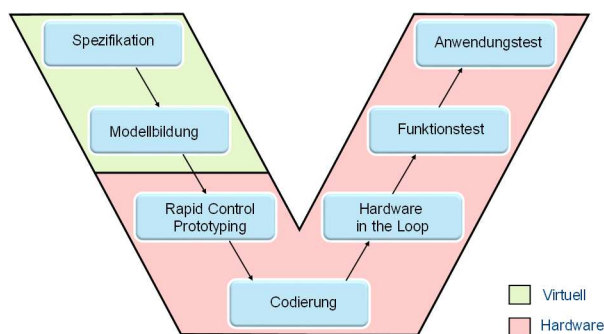 Spezifikation
Modellbildung
Rapid Control
Prototyping
Codierung
Hardware
in the Loop
Funktionstest
Anwendungstest
Virtuell
Hardware